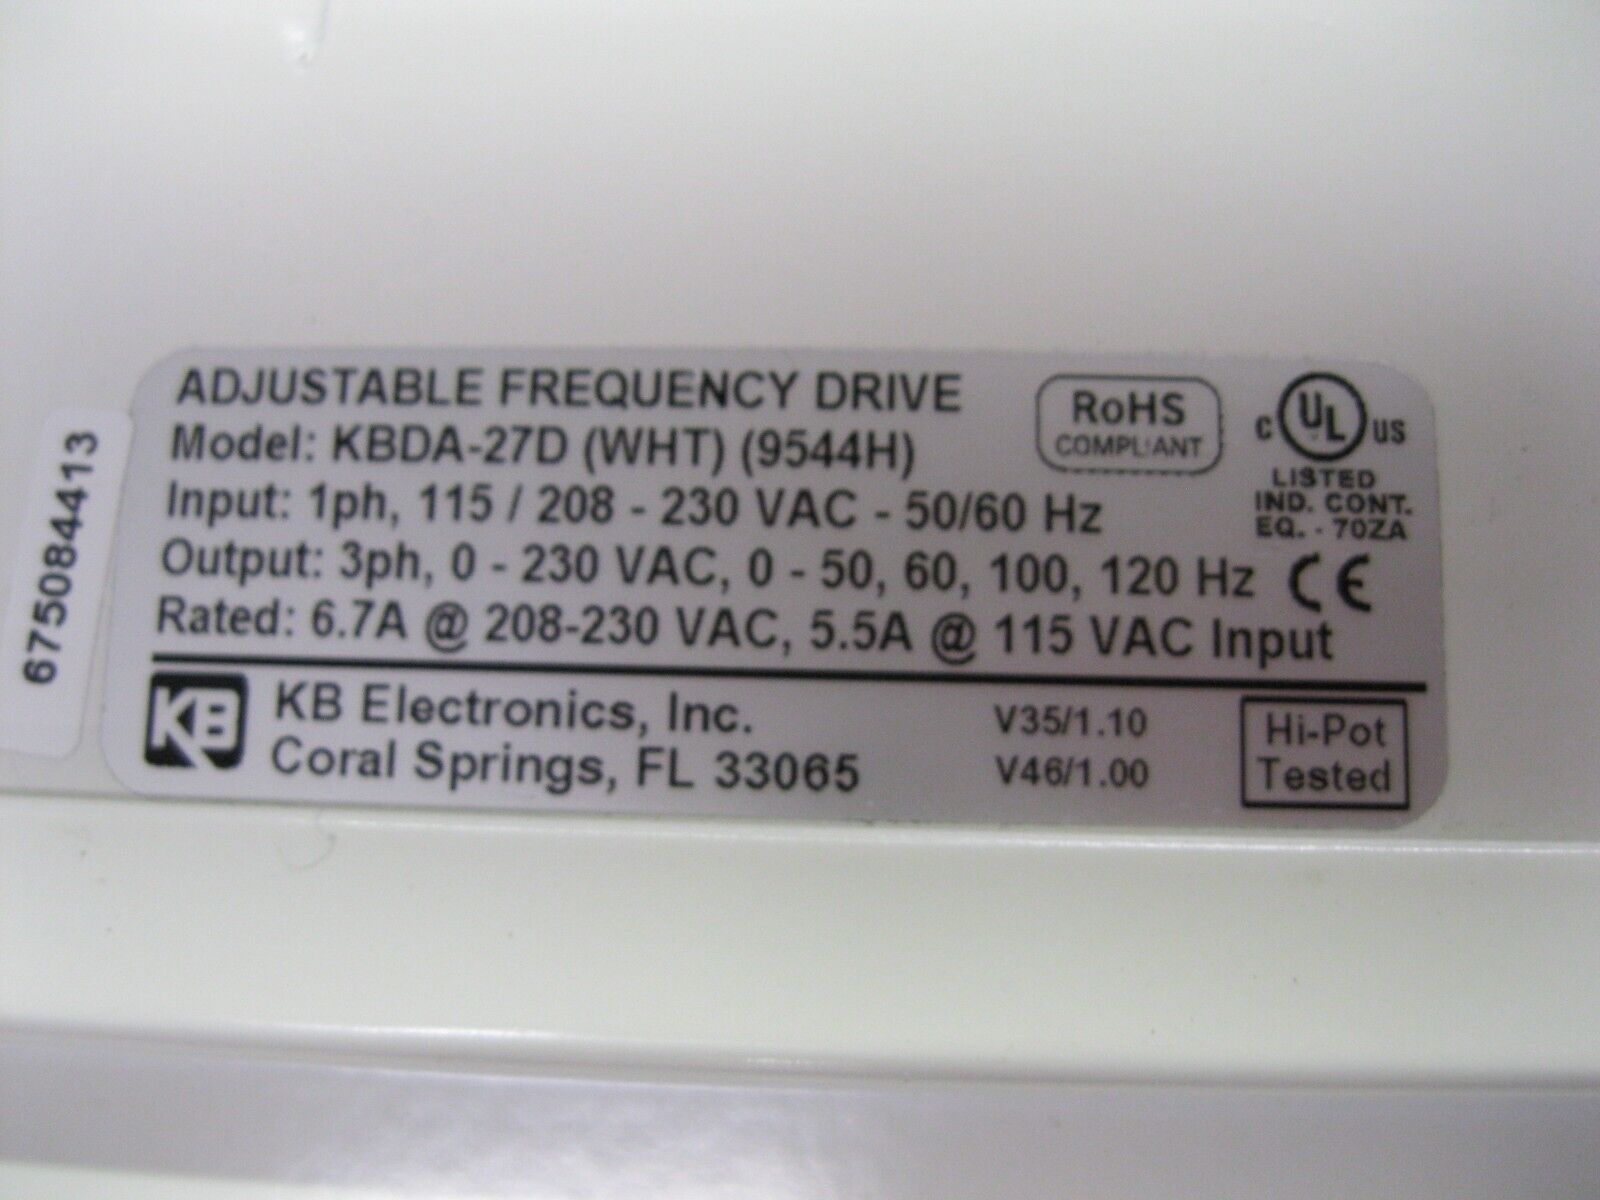 ADJUSTABLE FREQUENCY DRIVE
Model: KBDA-27D (WHT) (9544H)
Input: 1ph, 115 / 208 - 230 VAC - 50/60 Hz
Output: 3ph, 0 - 230 VAC, 0 - 50, 60, 100, 120 Hz
Rated: 6.7A @ 208-230 VAC, 5.5A @ 115 VAC Input
RoHS
COMPLIANT
C UL US
LISTED
IND. CONT.
EQ. - 70ZA
CE
KB
KB Electronics, Inc.
Coral Springs, FL 33065
V35/1.10
V46/1.00
Hi-Pot
Tested
675084413